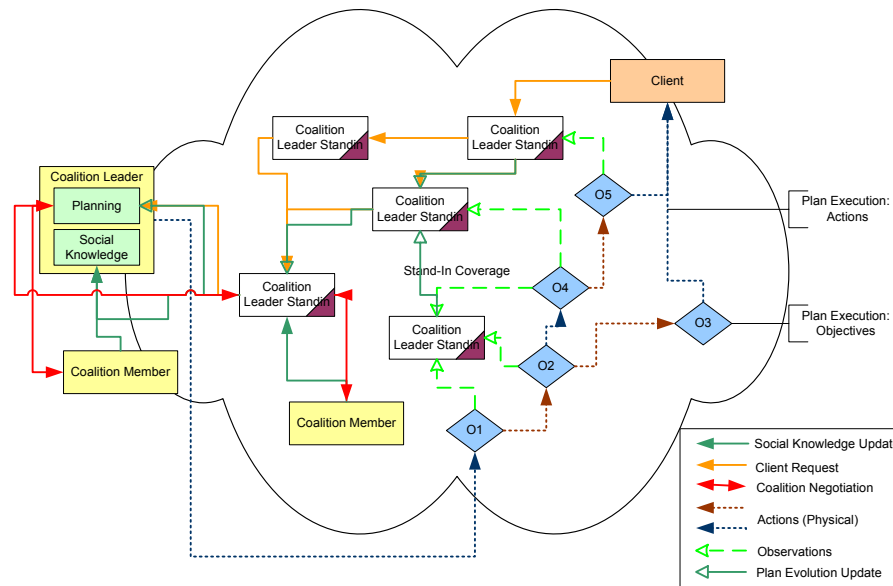 Client
Coalition
Leader Standin
Coalition
Leader Standin
Coalition Leader
Planning
Social
Knowledge
Coalition
Leader Standin
O5
Plan Execution:
Actions
Stand-In Coverage
Coalition
Leader Standin
O4
Coalition
Leader Standin
O3
Plan Execution:
Objectives
O2
Coalition Member
Coalition Member
O1
Social Knowledge Updat
Client Request
Coalition Negotiation
Actions (Physical)
Observations
Plan Evolution Update